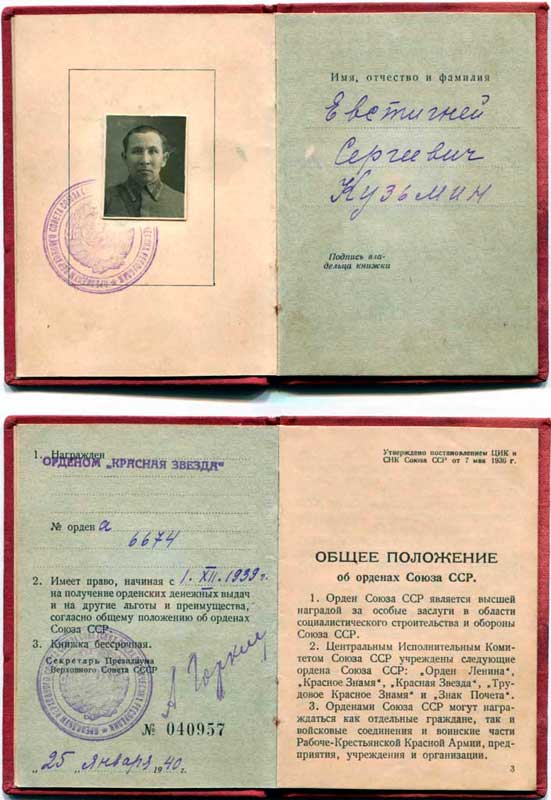 Имя, отчество и фамилия
Евстигней
Сергеевич
Кузьмин
Подпись вла-
дельца книжки
1. Награжден
ОРДЕНОМ „КРАСНАЯ ЗВЕЗДА"
№ орден а
6674
2. Имеет право, начиная с 1. XII. 1939 г.
на получение орденских денежных выдач
и на другие льготы и преимущества,
согласно общему положению об орденах
Союза ССР.
3. Книжка бессрочная.
Секретарь Президиума
Верховного Совета СССР
А Горкин
№ 040957
„25" января 1940 г.
Утверждено постановлением ЦИК и
СНК Союза ССР от 7 мая 1936 г.
ОБЩЕЕ ПОЛОЖЕНИЕ
об орденах Союза ССР.
1. Орден Союза ССР является высшей
наградой за особые заслуги в области
социалистического строительства и обороны
Союза ССР.
2. Центральным Исполнительным Коми-
тетом Союза ССР учреждены следующие
ордена Союза ССР: „Орден Ленина",
„Красное Знамя", „Красная Звезда", „Тру-
довое Красное Знамя" и „Знак Почета".
3. Орденами Союза ССР могут на-
граждаться как отдельные граждане, так и
войсковые соединения и воинские части
Рабоче-Крестьянской Красной Армии, пред-
приятия, учреждения и организации.
3